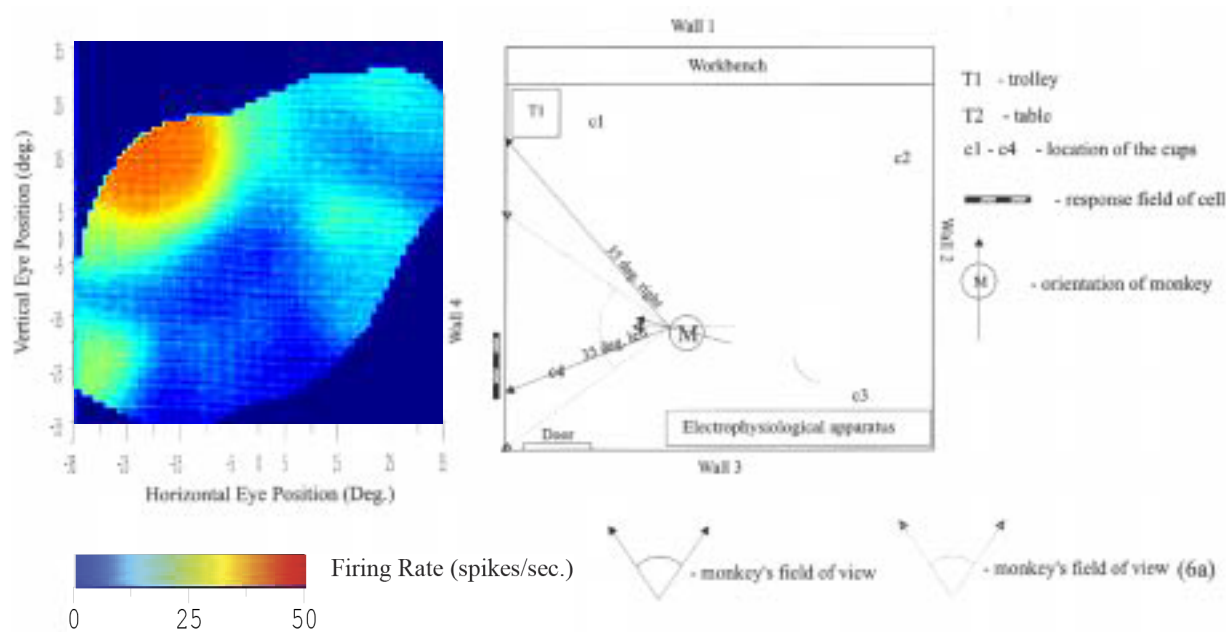 Vertical Eye Position (deg.)
Horizontal Eye Position (Deg.)
Firing Rate (spikes/sec.)
0
25
50
Wall 1
Workbench
T1
c1
c2
Wall 2
Wall 4
35 deg. right
M
35 deg. left
c4
c3
Door
Electrophysiological apparatus
Wall 3
T1 - trolley
T2 - table
c1 - c4 - location of the cups
- response field of cell
M - orientation of monkey
- monkey's field of view
- monkey's field of view (6a)